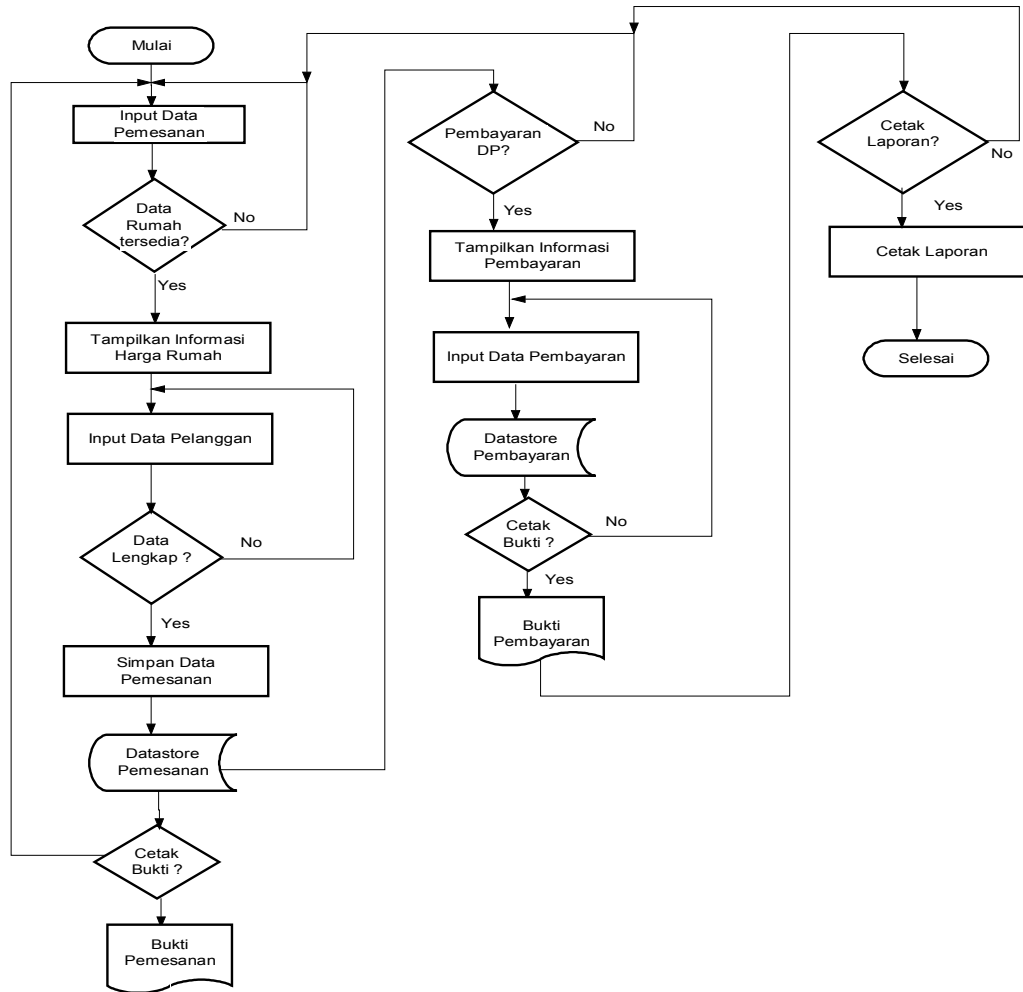 Mulai
Input Data
Pemesanan
Data
Rumah
tersedia?
No
Yes
Tampilkan Informasi
Harga Rumah
Input Data Pelanggan
Data
Lengkap ?
No
Yes
Simpan Data
Pemesanan
Datastore
Pemesanan
Cetak
Bukti ?
Bukti
Pemesanan
Pembayaran
DP?
No
Yes
Tampilkan Informasi
Pembayaran
Input Data Pembayaran
Datastore
Pembayaran
Cetak
Bukti ?
No
Yes
Bukti
Pembayaran
Cetak
Laporan?
No
Yes
Cetak Laporan
Selesai